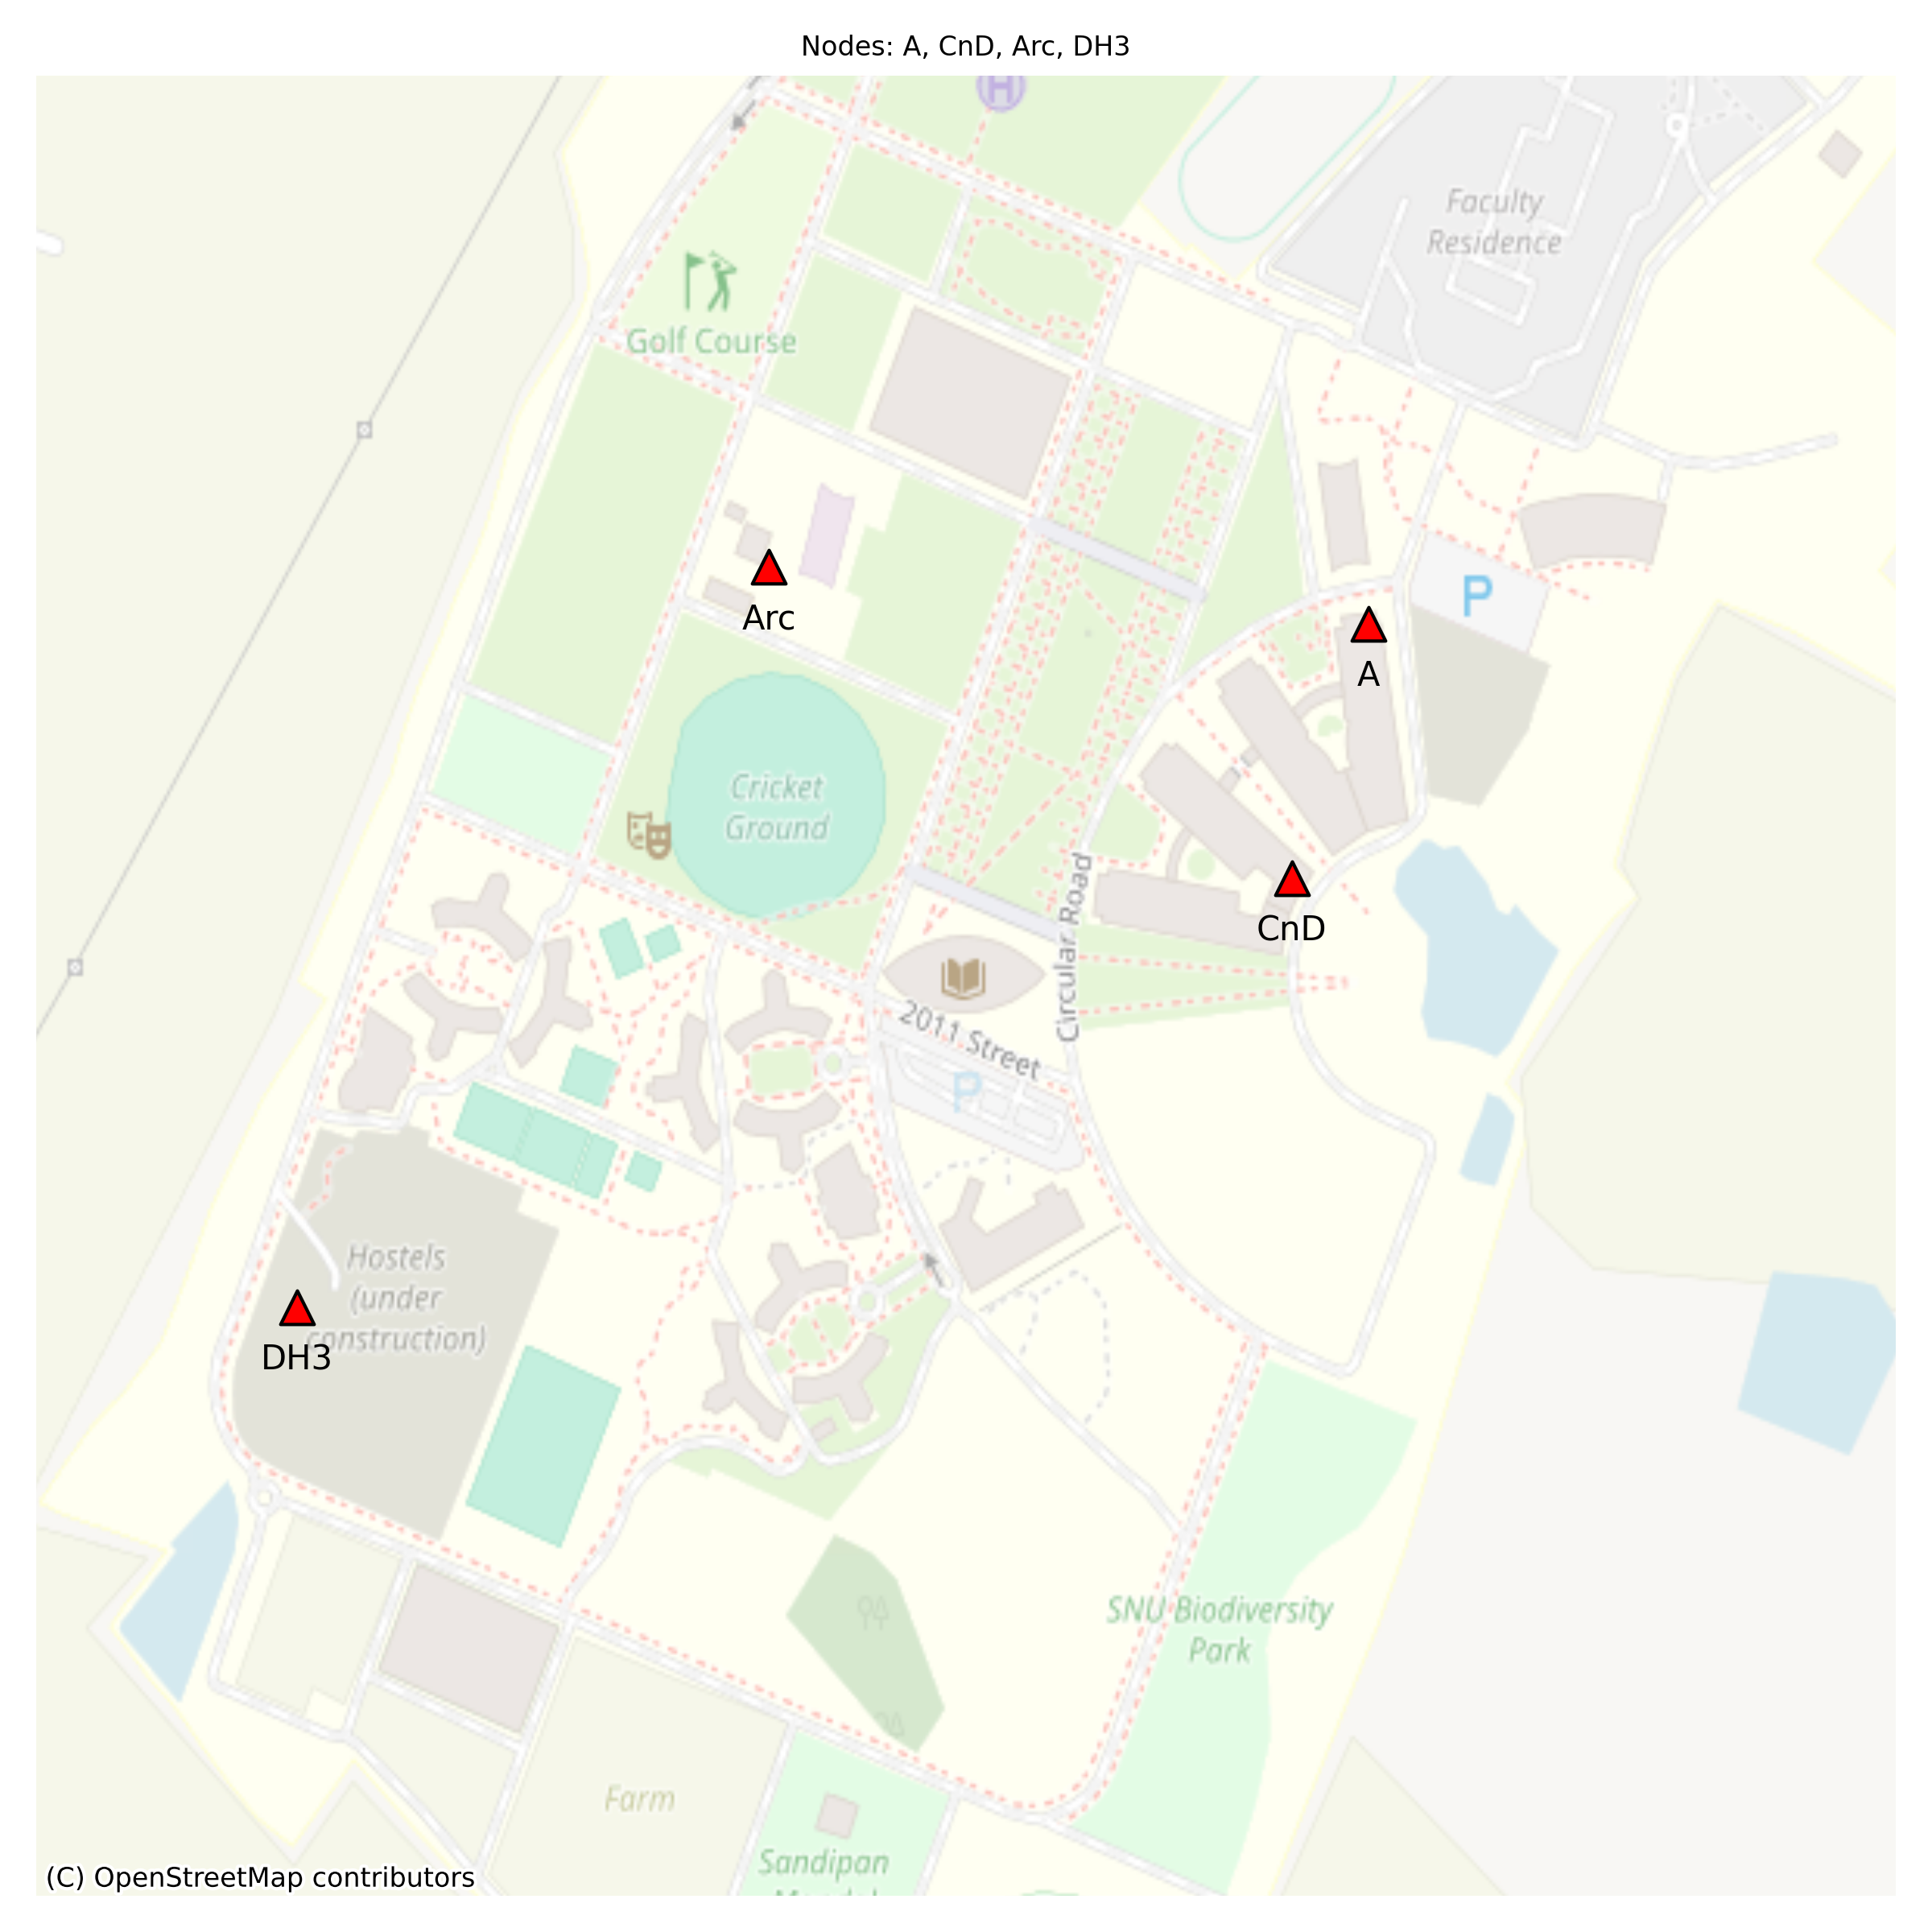 Nodes: A, CnD, Arc, DH3
H
Faculty
Residence
Golf Course
P
Arc
A
Cricket
Ground
CnD
Circular Road
2011 Street
P
Hostels
(under
construction)
DH3
SNU Biodiversity
Park
Farm
Sandipan
(C) OpenStreetMap contributors